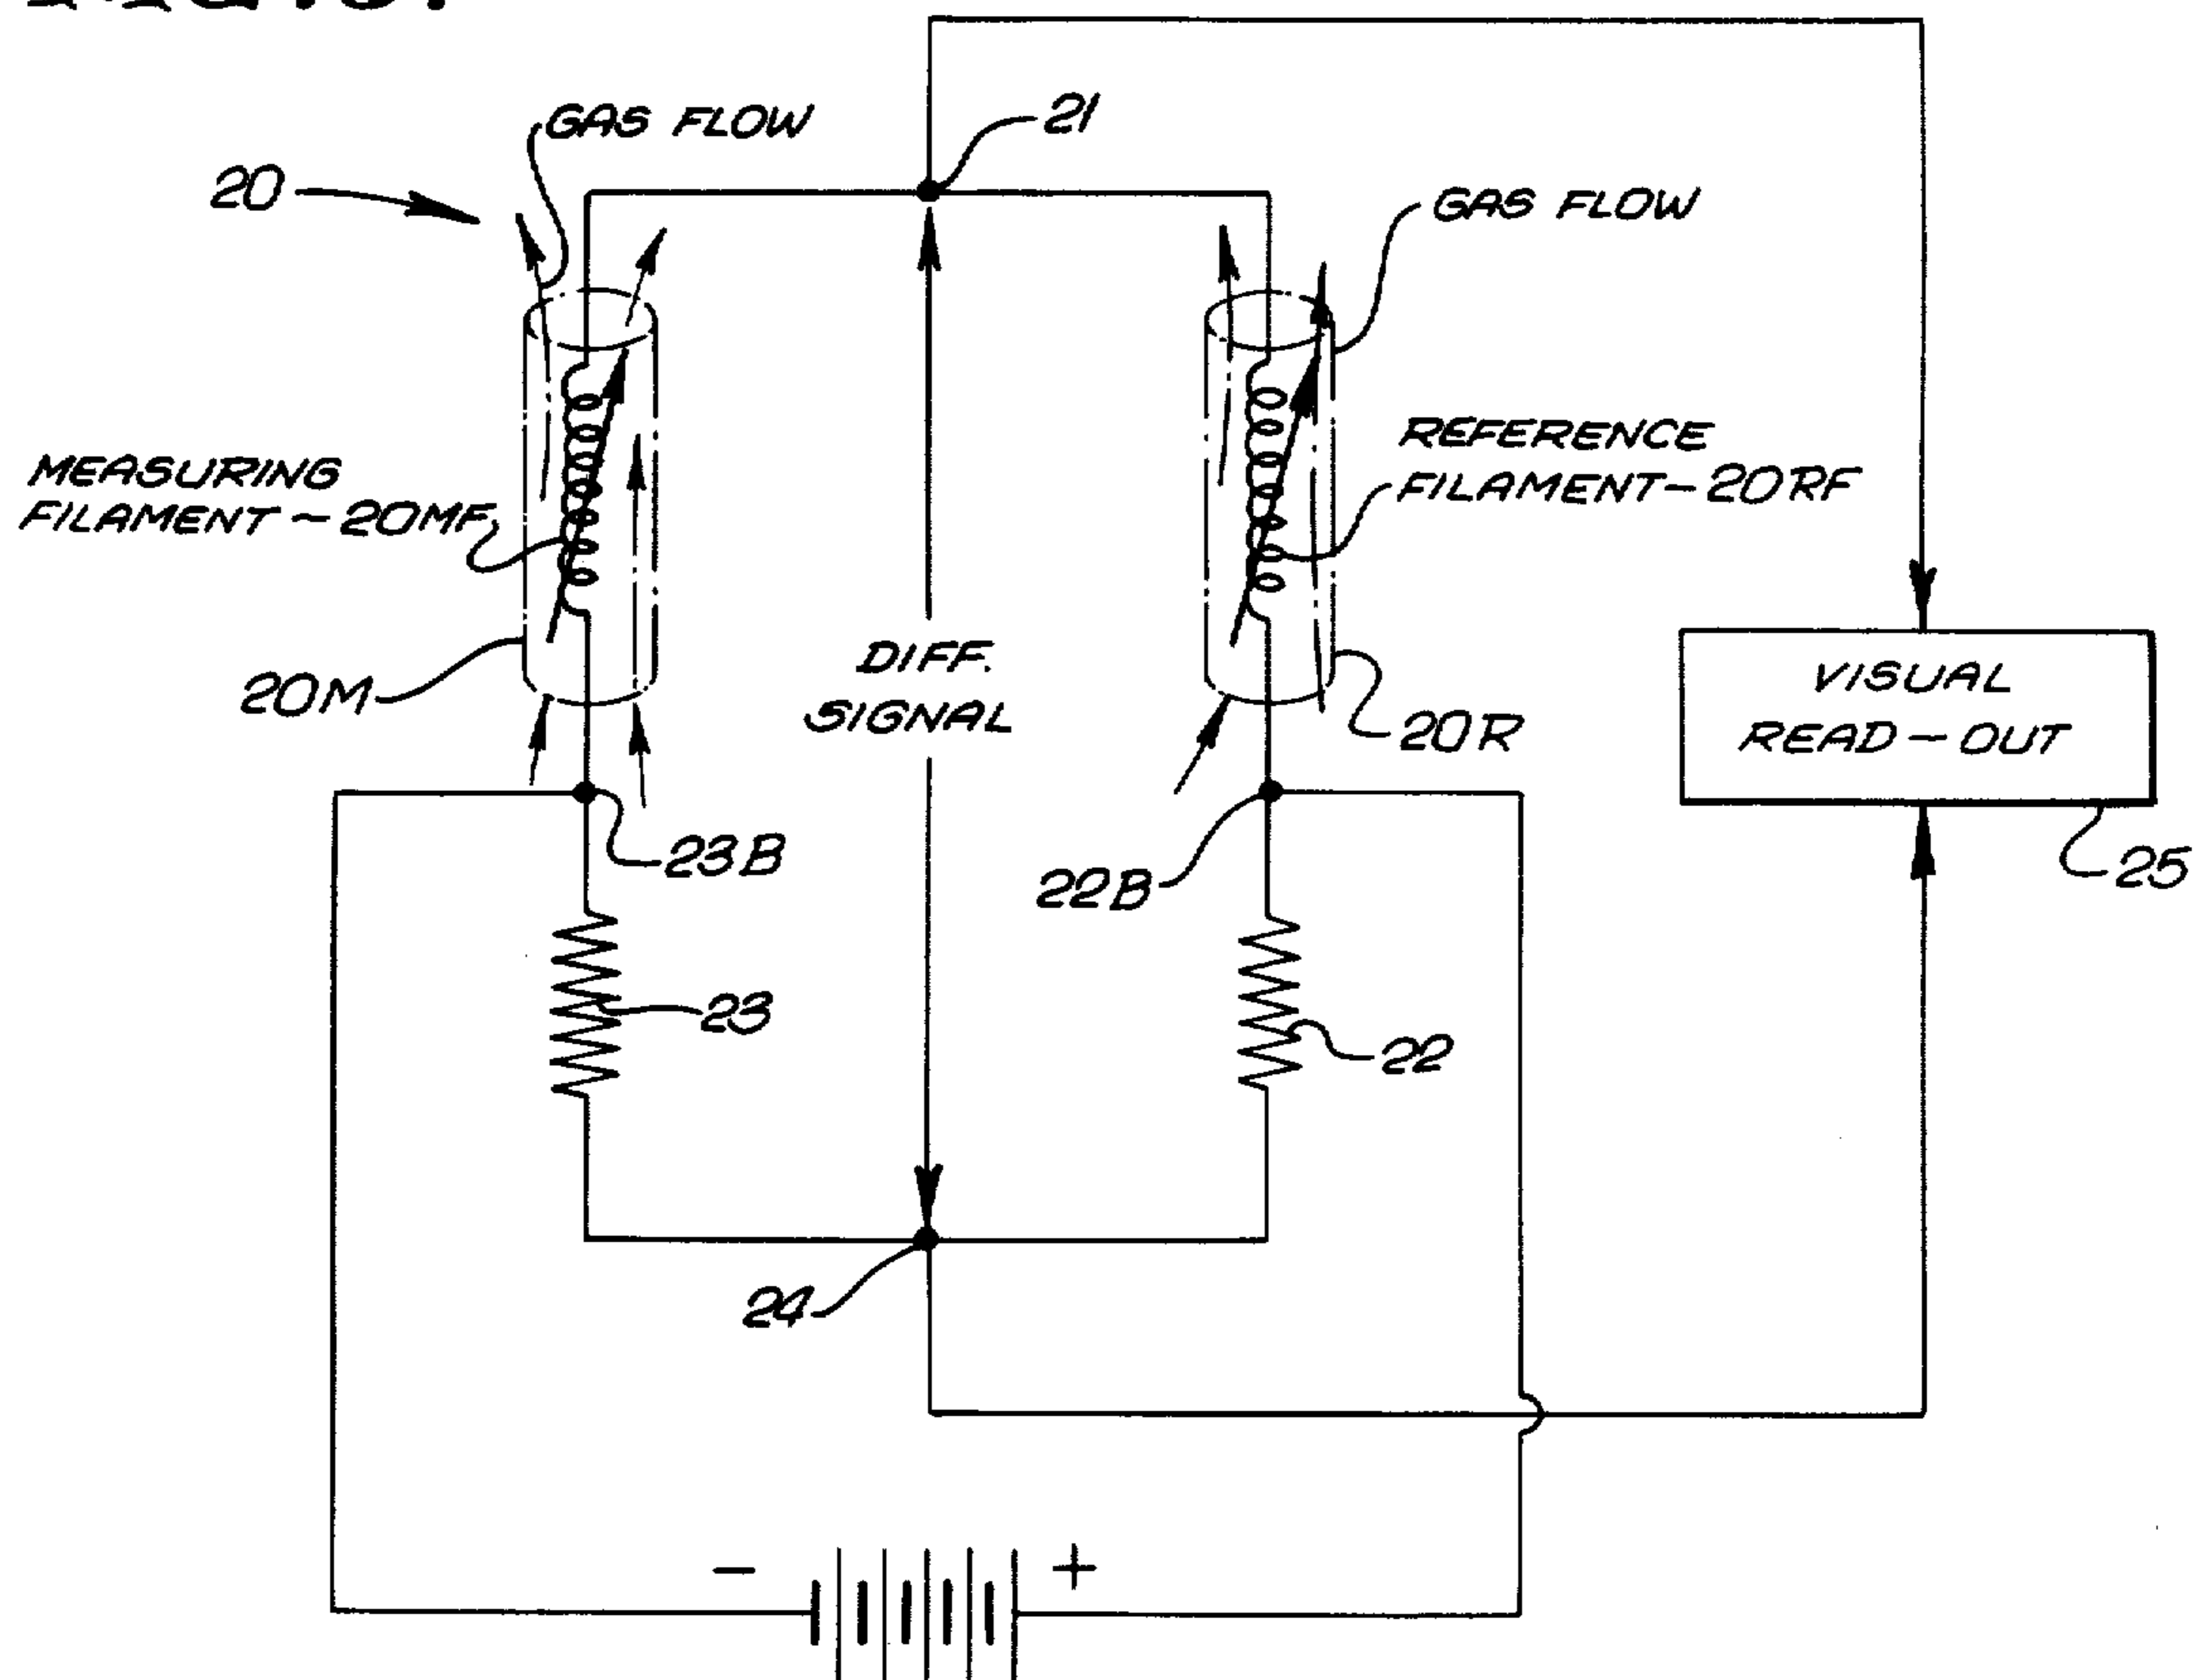 GAS FLOW
21
20
GAS FLOW
MEASURING
FILAMENT - 20MF
REFERENCE
FILAMENT - 20RF
DIFF.
SIGNAL
20M
20R
VISUAL
READ-OUT
23B
22B
25
23
22
24
-
+